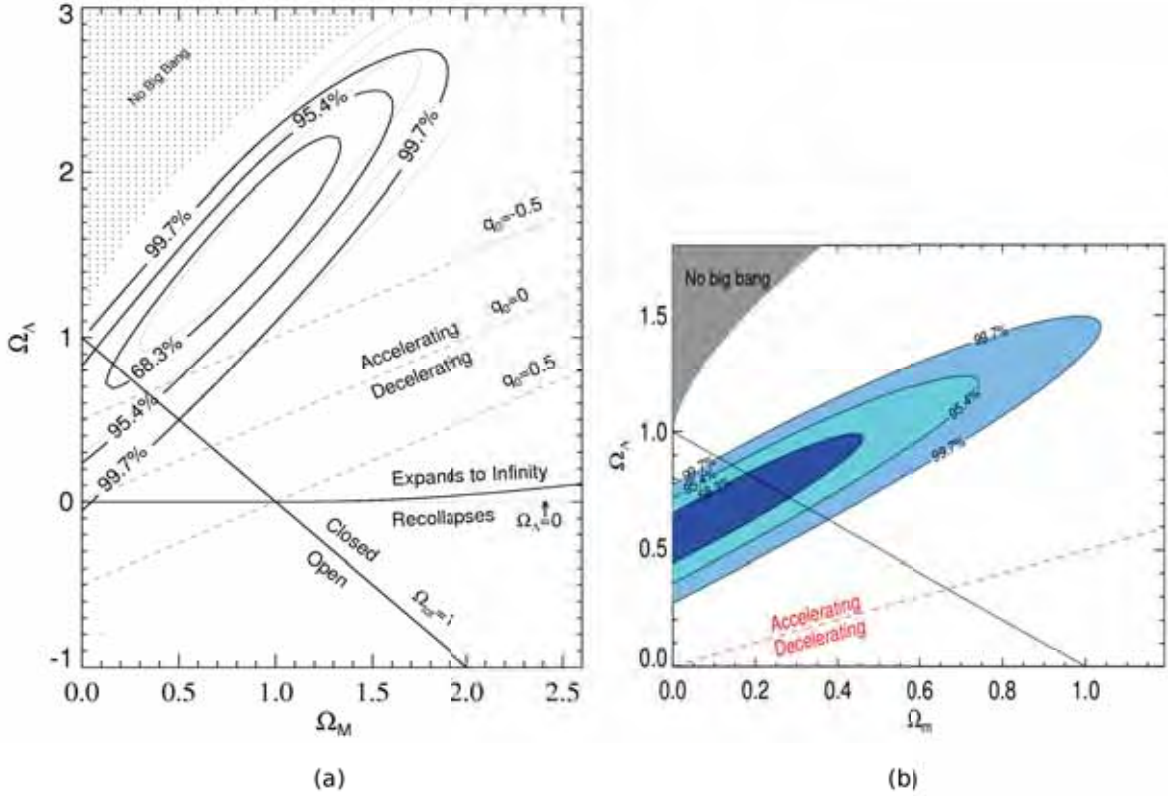 3
2
1
0
-1
Ω_Λ
No Big Bang
99.7%
95.4%
99.7%
68.3%
95.4%
99.7%
q₀=-0.5
q₀=0
q₀=0.5
Accelerating
Decelerating
Expands to Infinity
Recollapses
Ω_Λ=0
Closed
Open
0.0 0.5 1.0 1.5 2.0 2.5
Ω_M
(a)
1.5
1.0
0.5
0.0
Ω_Λ
No big bang
99.7%
95.4%
99.7%
99.7%
95.4%
Accelerating
Decelerating
0.0 0.2 0.4 0.6 0.8 1.0
Ω_m
(b)